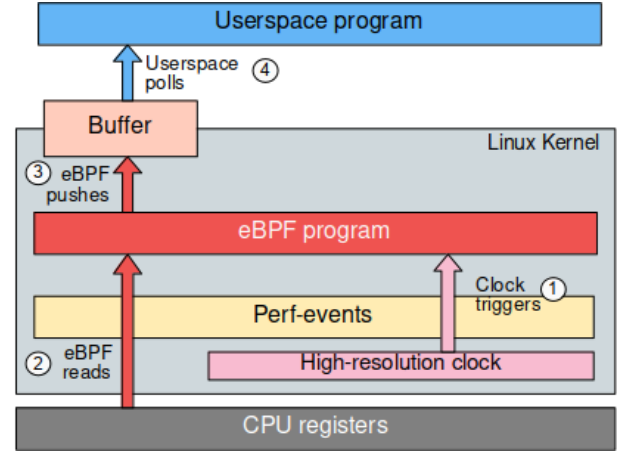 Userspace program
Userspace
polls
4
Buffer
Linux Kernel
3
eBPF
pushes
eBPF program
Clock
triggers
1
Perf-events
2
eBPF
reads
High-resolution clock
CPU registers